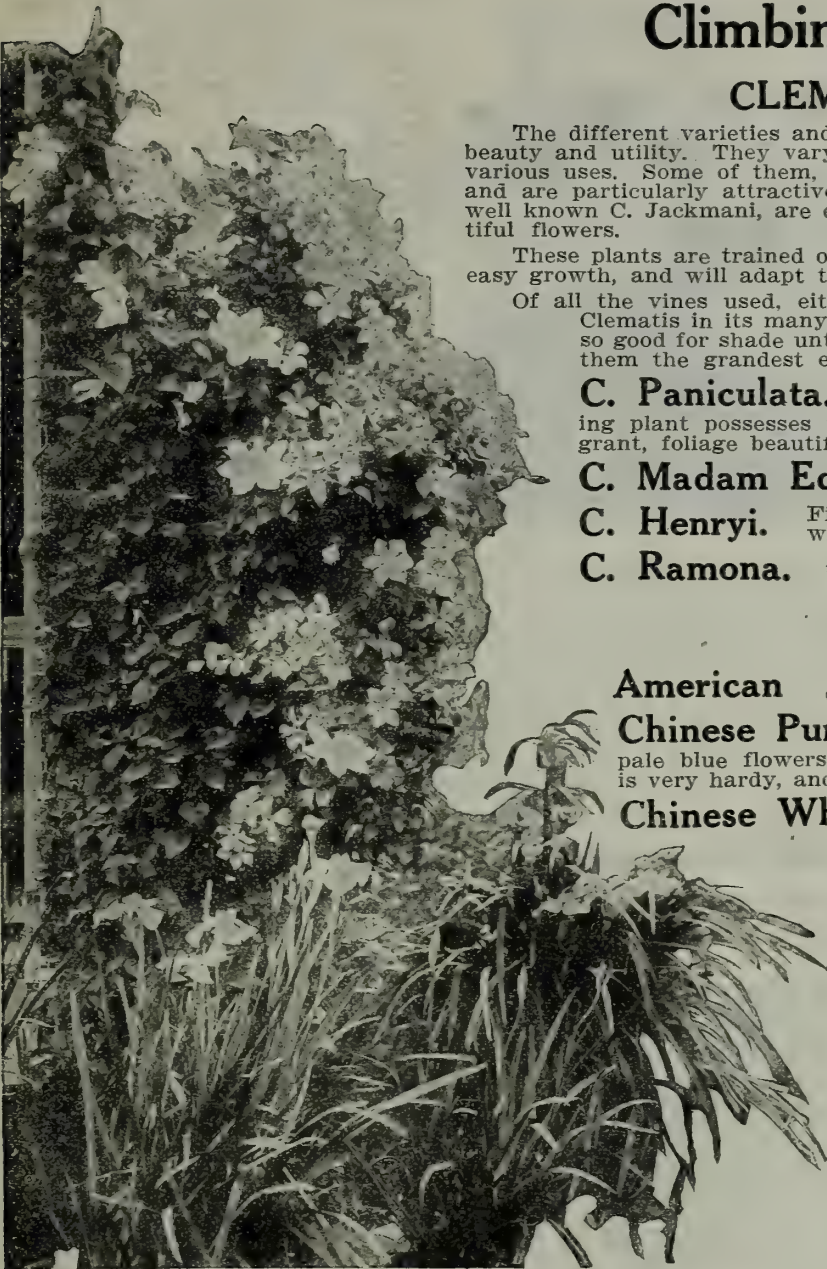 Climbin
CLEM
The different varieties and
beauty and utility. They vary
various uses. Some of them,
and are particularly attractive
well known C. Jackmani, are e
tiful flowers.
These plants are trained o
easy growth, and will adapt t
Of all the vines used, eit
Clematis in its many
so good for shade unt
them the grandest e
C. Paniculata.
ing plant possesses
grant, foliage beautif
C. Madam Ed
C. Henryi. Fi
w
C. Ramona.
American
Chinese Pur
pale blue flowers
is very hardy, and
Chinese Wh